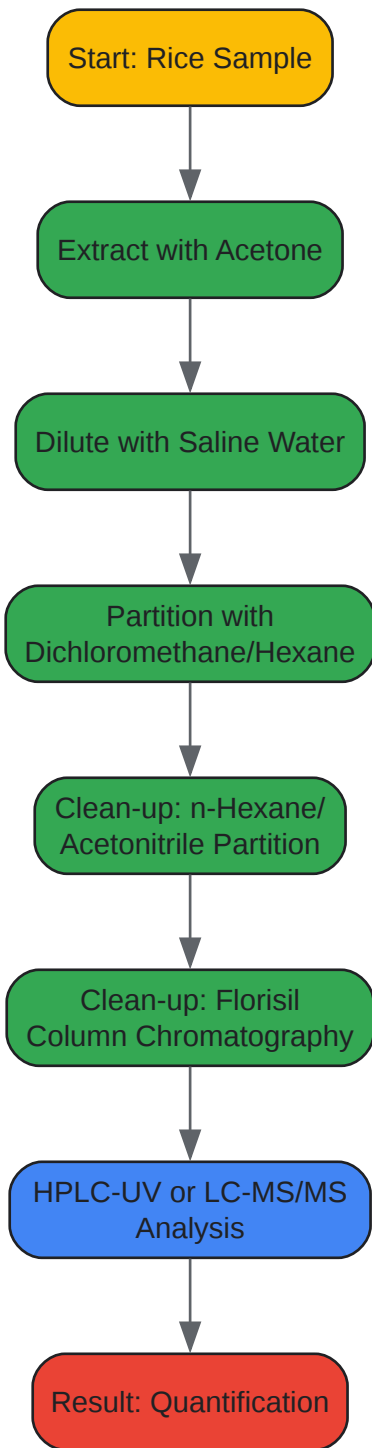 Start: Rice Sample
Extract with Acetone
Dilute with Saline Water
Partition with
Dichloromethane/Hexane
Clean-up: n-Hexane/
Acetonitrile Partition
Clean-up: Florisil
Column Chromatography
HPLC-UV or LC-MS/MS
Analysis
Result: Quantification